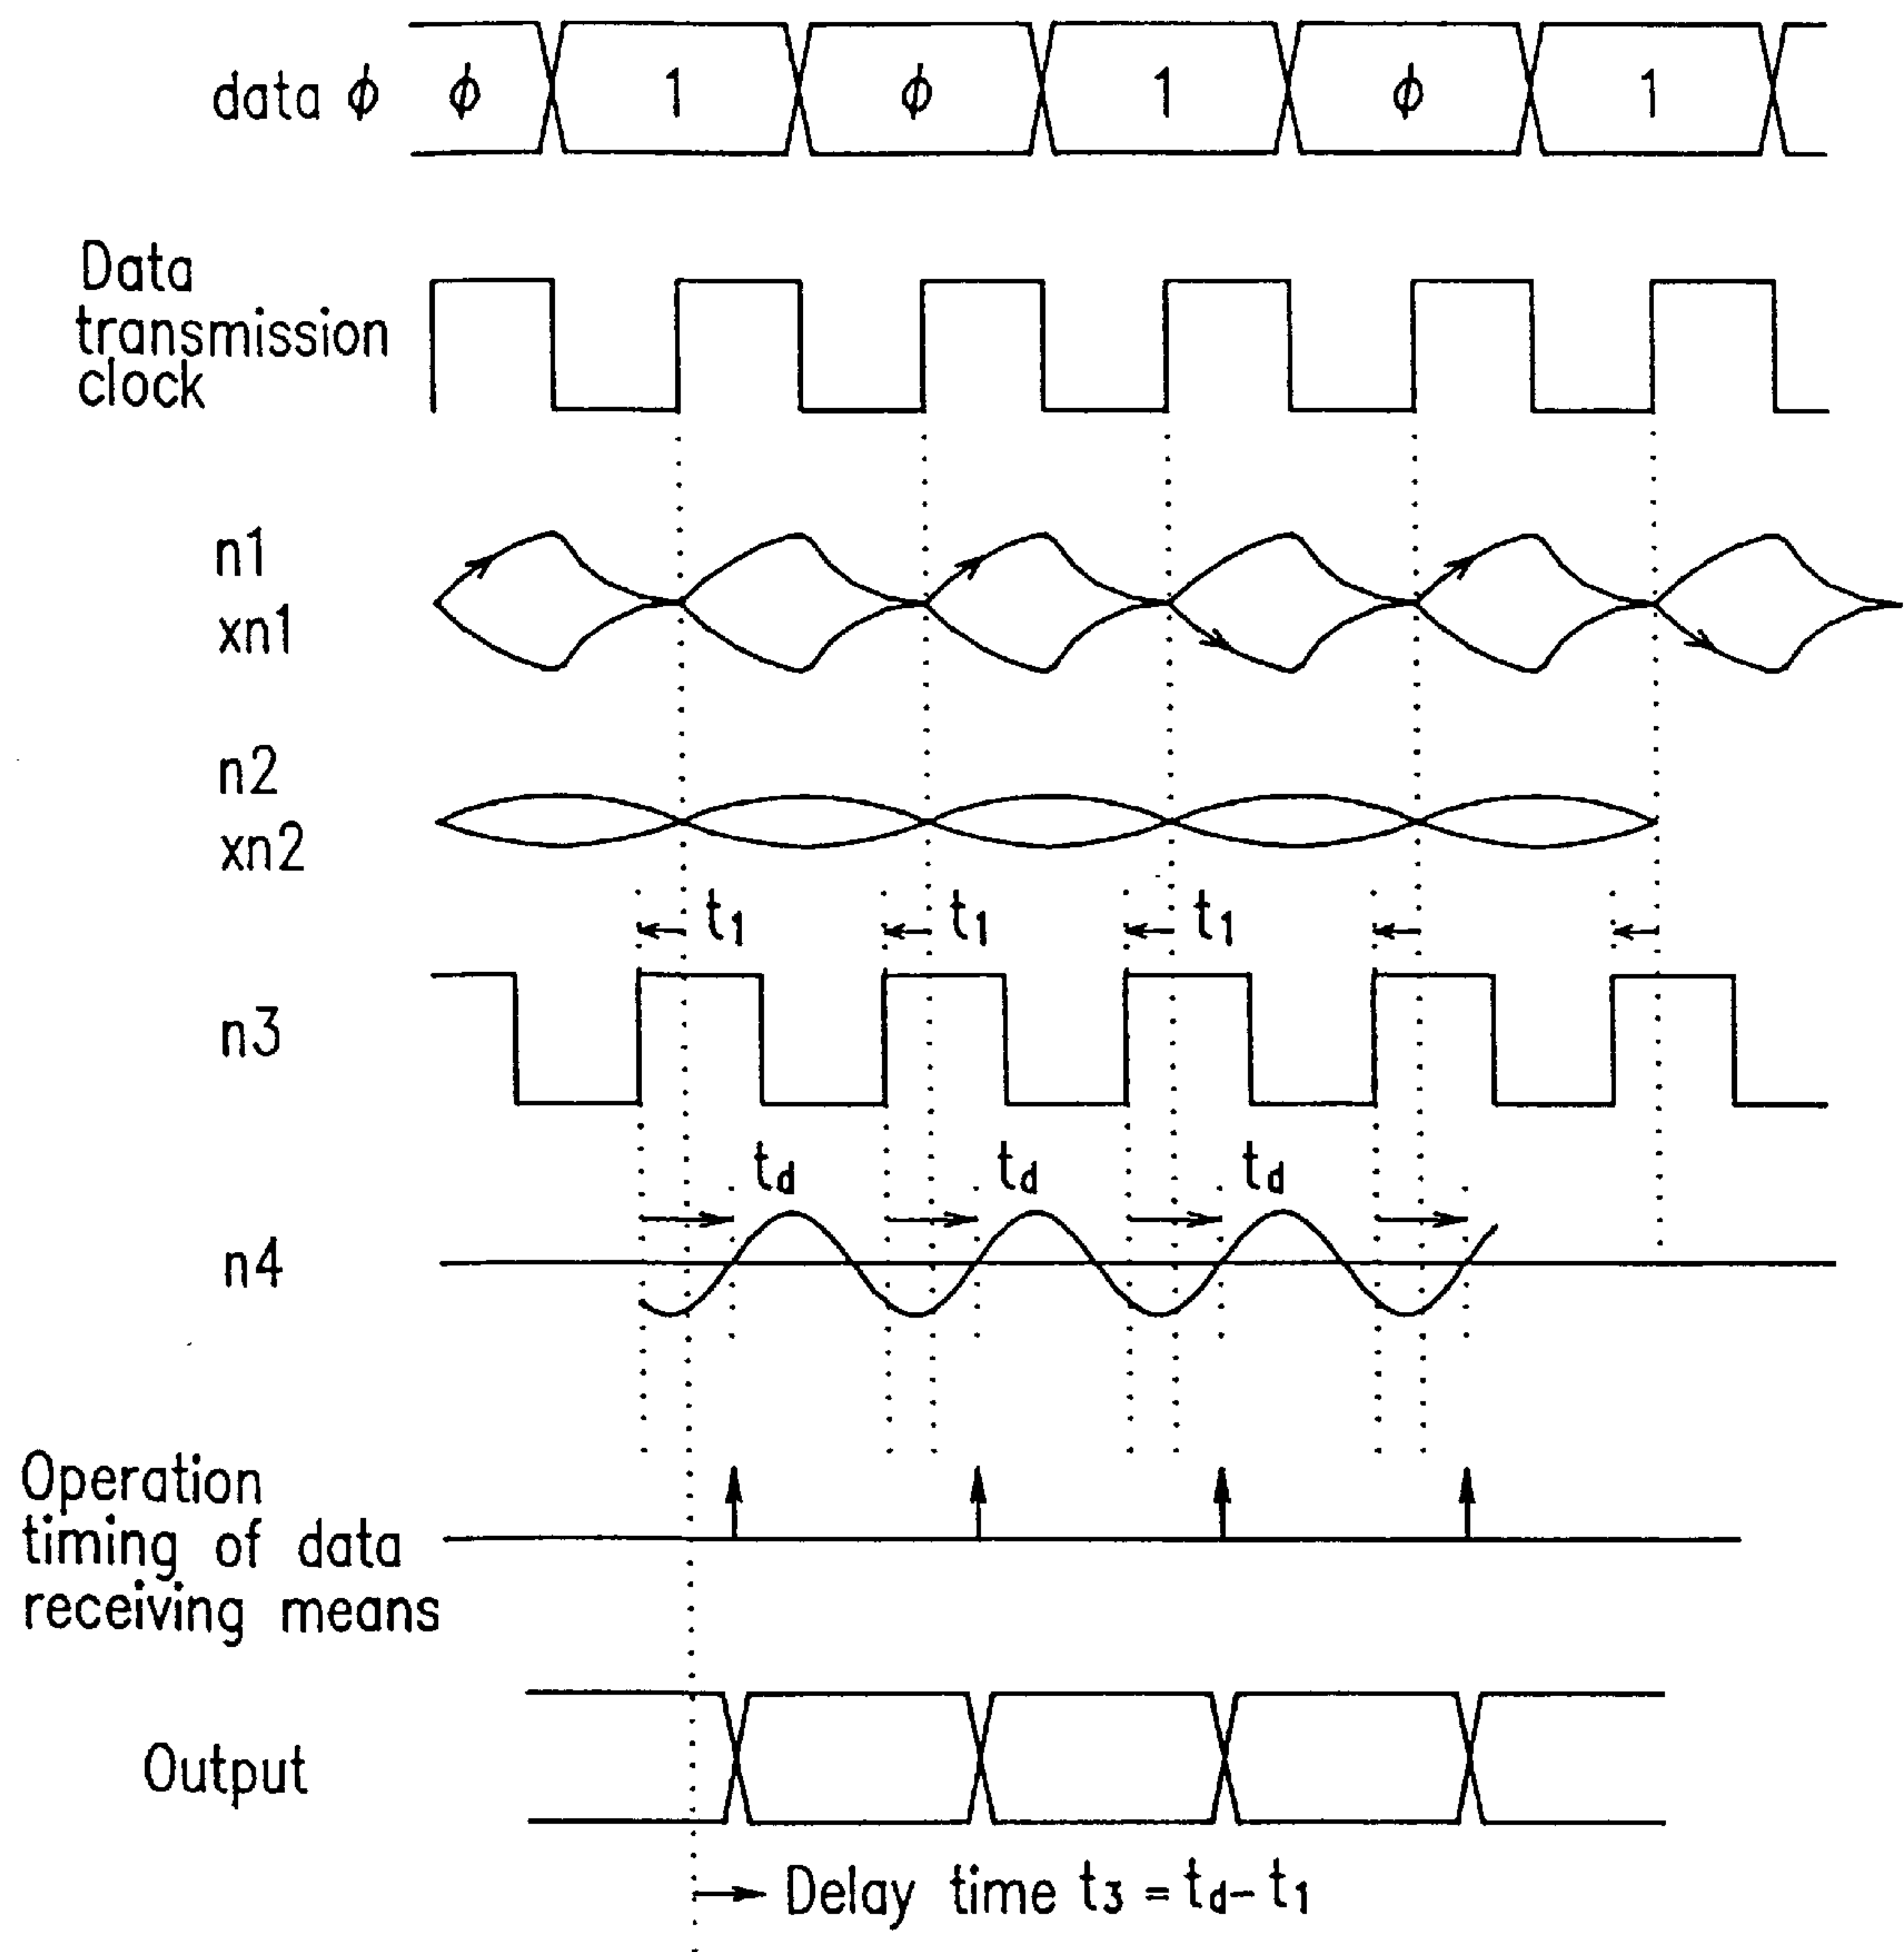 data ϕ ϕ 1 ϕ 1 ϕ 1
Data
transmission
clock
n1
xn1
n2
xn2
t1 t1 t1
n3
td td td
n4
Operation
timing of data
receiving means
Output
Delay time t3 = td- t1